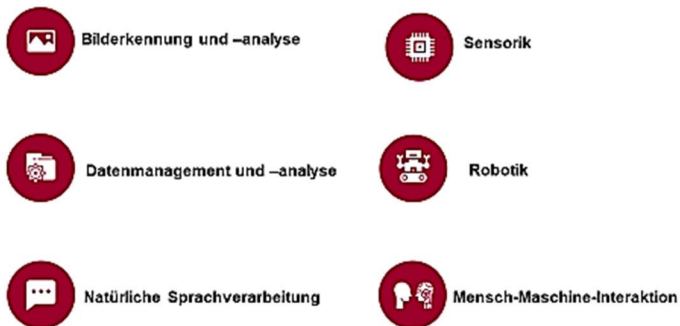 Bilderkennung und –analyse
Sensorik
Datenmanagement und –analyse
Robotik
Natürliche Sprachverarbeitung
Mensch-Maschine-Interaktion